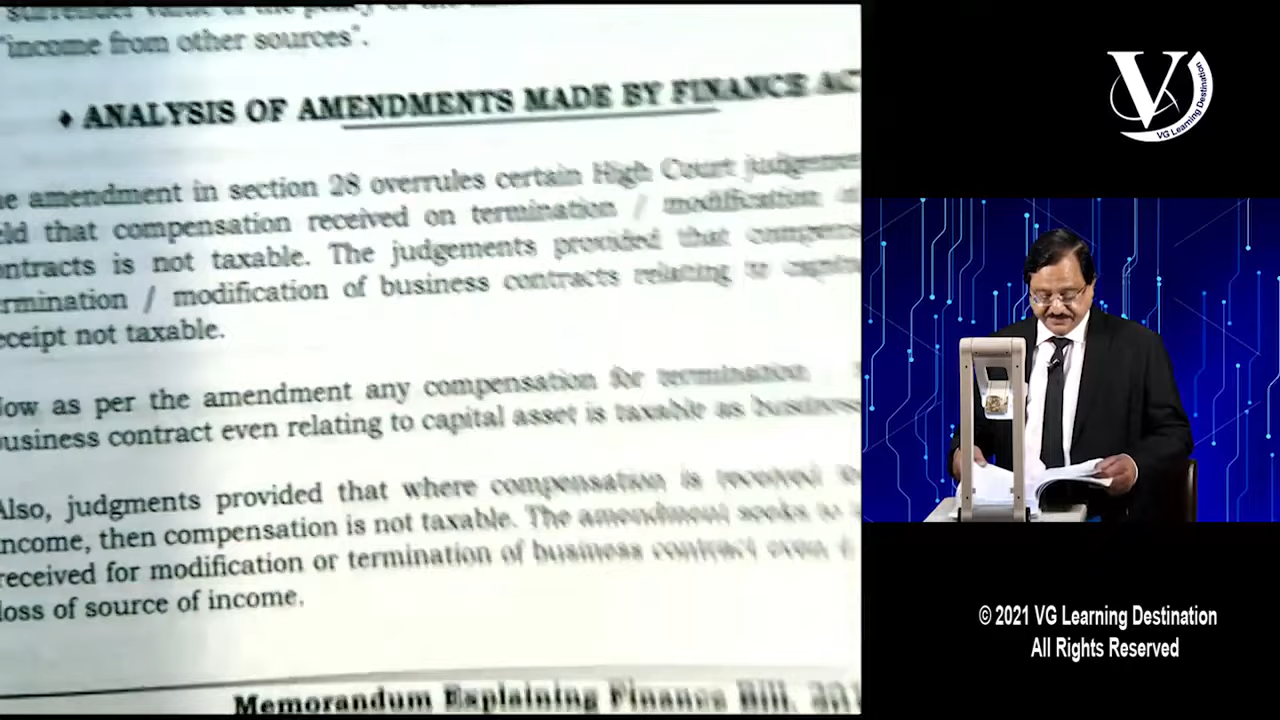 "income from other sources".
♦ ANALYSIS OF AMENDMENTS MADE BY FINANCE
amendment in section 28 overrules certain High Court
that compensation received on termination / modification
is not taxable. The judgements provided that
/ modification of business contracts relating to
not taxable.
as per the amendment any compensation for termination
contract even relating to capital asset is taxable as
Also, judgments provided that where compensation is received
income, then compensation is not taxable. The amendment seeks to
received for modification or termination of business contract even
loss of source of income.
Memorandum Explaining Finance Bill,
V
VG Learning Destination
© 2021 VG Learning Destination
All Rights Reserved